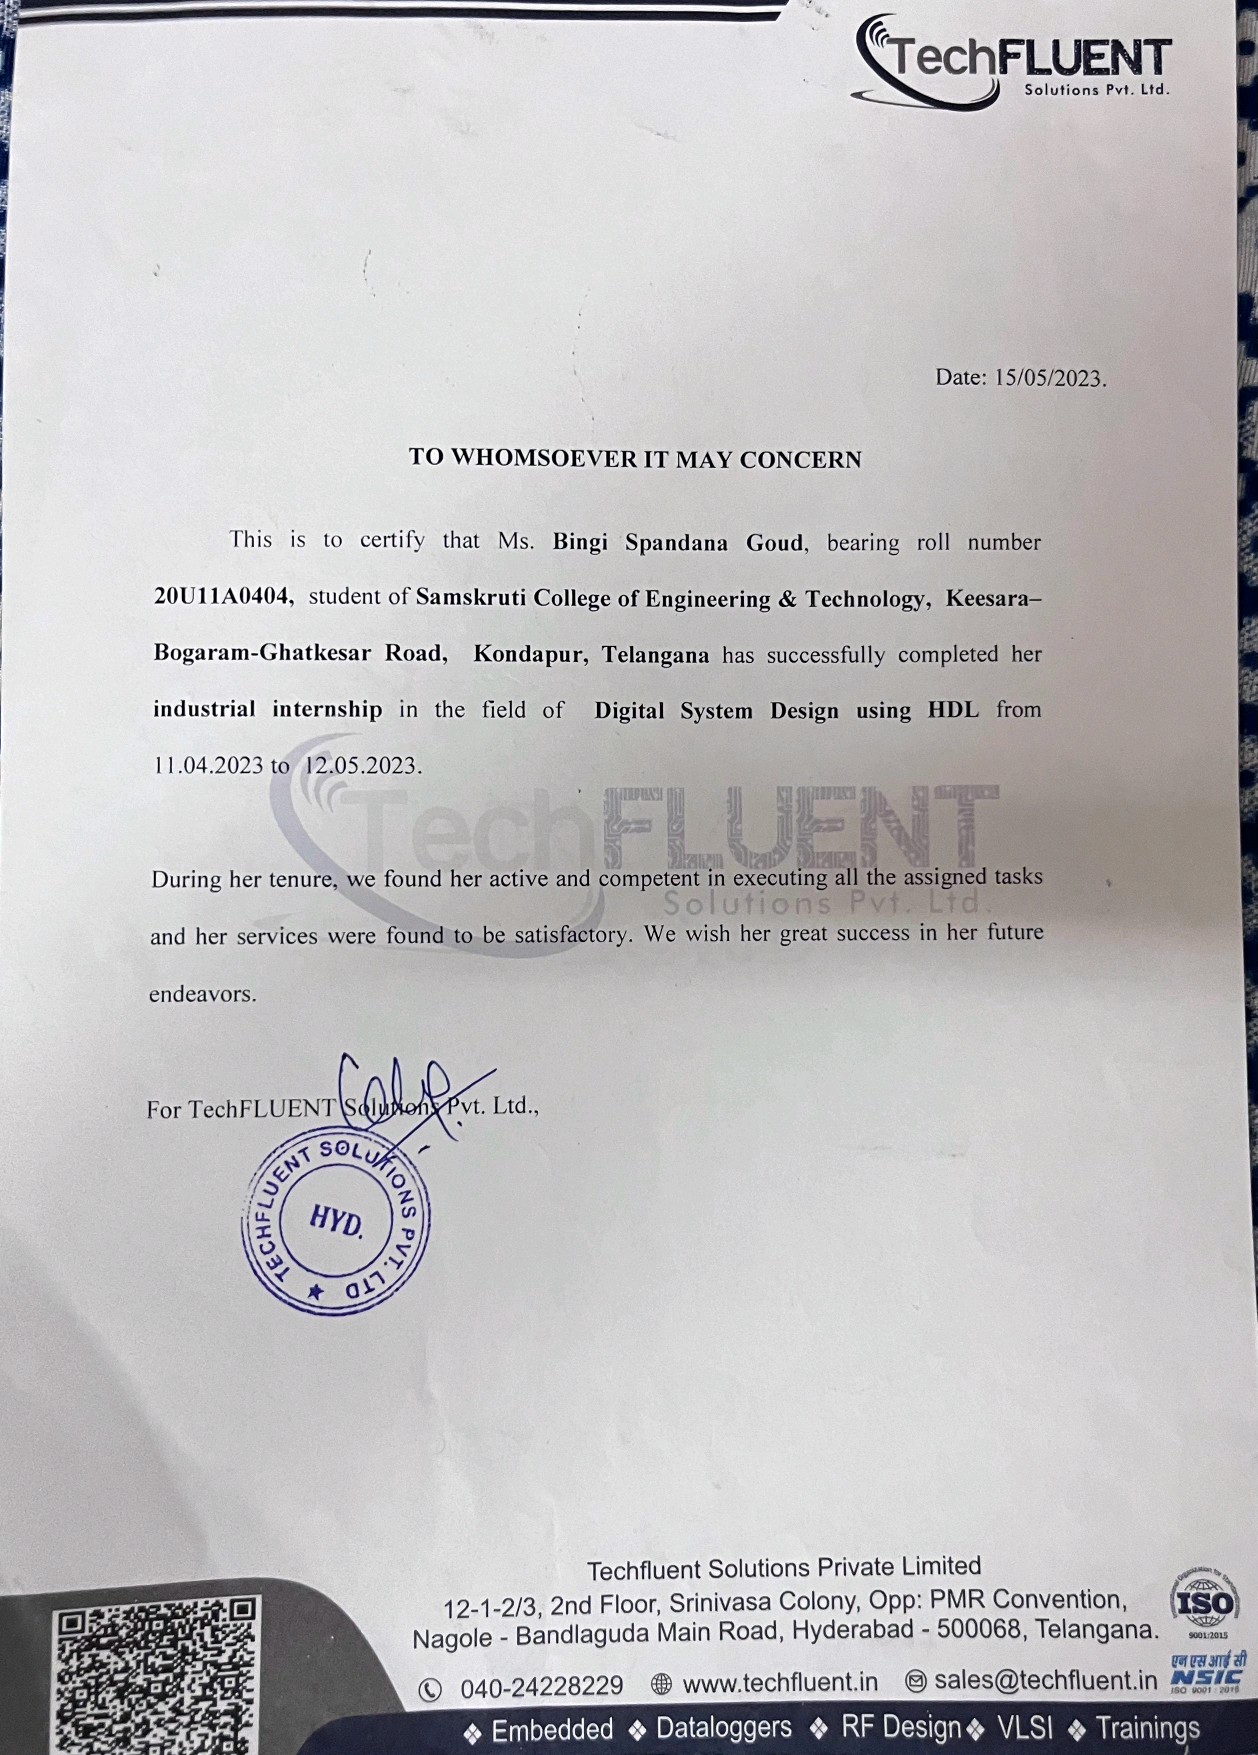 TechFLUENT
Solutions Pvt. Ltd.
Date: 15/05/2023.
TO WHOMSOEVER IT MAY CONCERN
This is to certify that Ms. Bingi Spandana Goud, bearing roll number
20U11A0404, student of Samskruti College of Engineering & Technology, Keesara–
Bogaram-Ghatkesar Road, Kondapur, Telangana has successfully completed her
industrial internship in the field of Digital System Design using HDL from
11.04.2023 to 12.05.2023.
TechFLUENT
Solutions Pvt. Ltd.
During her tenure, we found her active and competent in executing all the assigned tasks
and her services were found to be satisfactory. We wish her great success in her future
endeavors.
For TechFLUENT Solutions Pvt. Ltd.,
TECHFLUENT SOLUTIONS PVT. LTD
HYD.
Techfluent Solutions Private Limited
12-1-2/3, 2nd Floor, Srinivasa Colony, Opp: PMR Convention,
Nagole - Bandlaguda Main Road, Hyderabad - 500068, Telangana.
040-24228229 www.techfluent.in sales@techfluent.in
ISO
9001:2015
एन एस आई सी
NSIC
ISO 9001 : 2015
❖ Embedded ❖ Dataloggers ❖ RF Design ❖ VLSI ❖ Trainings